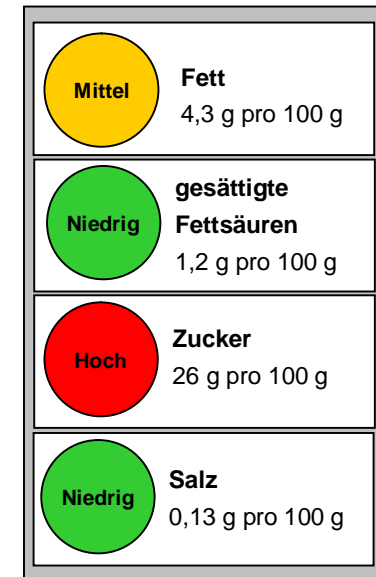 Mittel
Fett
4,3 g pro 100 g
Niedrig
gesättigte
Fettsäuren
1,2 g pro 100 g
Hoch
Zucker
26 g pro 100 g
Niedrig
Salz
0,13 g pro 100 g